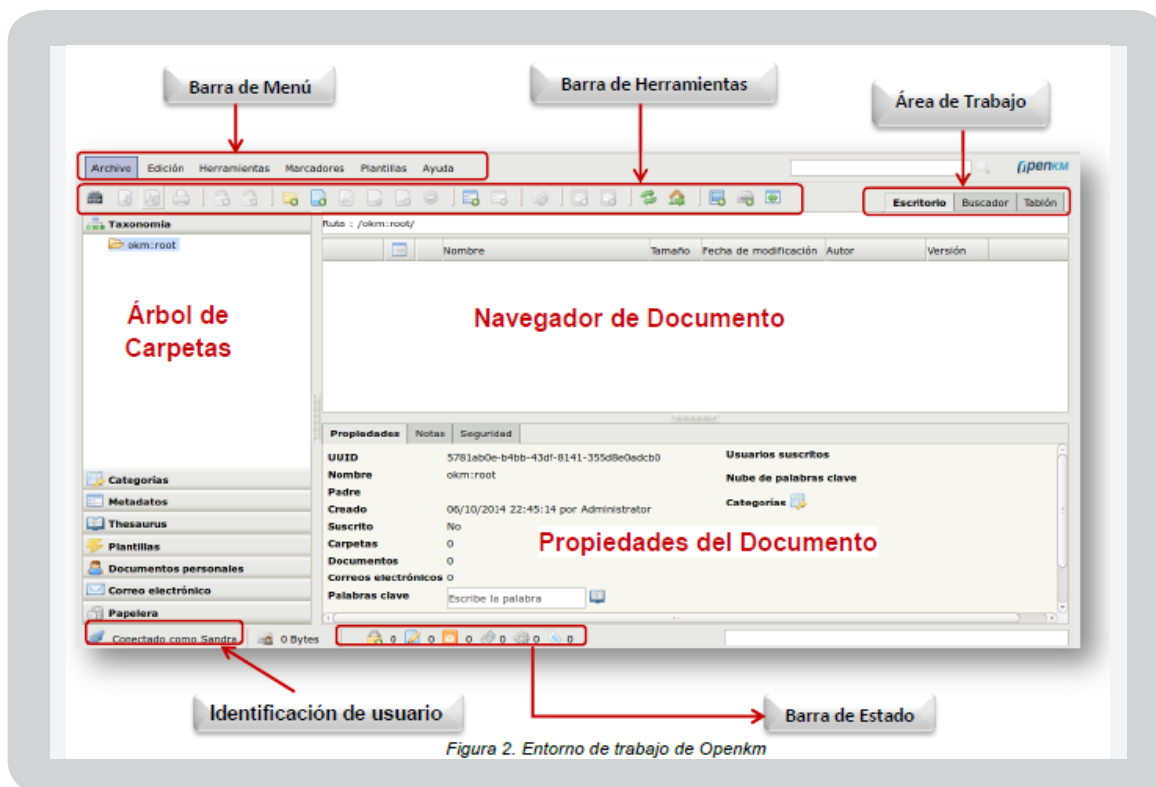 Barra de Menú
Barra de Herramientas
Área de Trabajo
Archivo Edición Herramientas Marcadores Plantillas Ayuda
OpenKM
Escritorio Buscador Tablón
Taxonomia
Ruta : /okm:root/
okm:root
Nombre Tamaño Fecha de modificación Autor Versión
Árbol de
Carpetas
Navegador de Documento
Propiedades Notas Seguridad
UUID 5781ab0e-b4bb-43df-8141-355d8e0adcb0
Nombre okm:root
Padre
Creado 06/10/2014 22:45:14 por Administrator
Suscrito No
Carpetas 0
Documentos 0
Correos electrónicos 0
Palabras clave Escribe la palabra
Usuarios suscritos
Nube de palabras clave
Categorías
Propiedades del Documento
Categorías
Metadatos
Thesaurus
Plantillas
Documentos personales
Correo electrónico
Papelera
Conectado como Sandra 0 Bytes 0 0 0 0 0 0
Identificación de usuario
Barra de Estado
Figura 2. Entorno de trabajo de Openkm